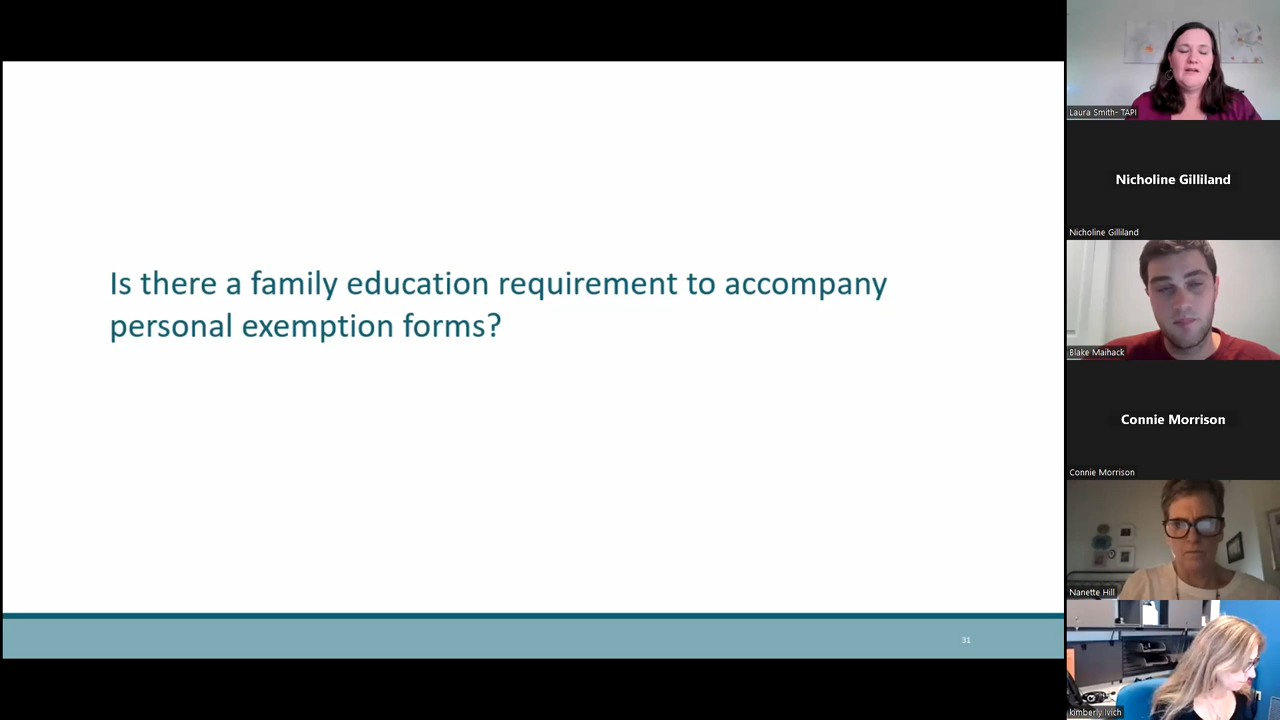 Is there a family education requirement to accompany
personal exemption forms?
31
Laura Smith- TAPI
Nicholine Gilliland
Nicholine Gilliland
Blake Maihack
Connie Morrison
Connie Morrison
Nanette Hill
kimberly ivich